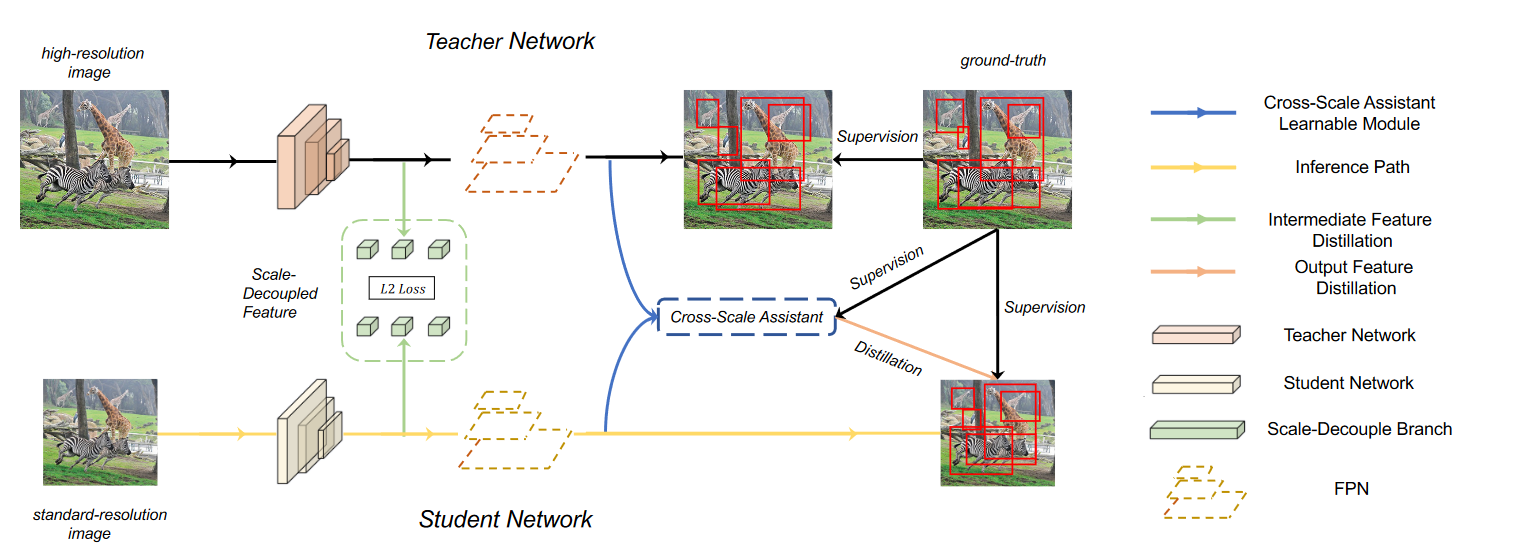 Teacher Network
high-resolution
image
ground-truth
Supervision
Scale-
Decoupled
Feature
L2 Loss
Cross-Scale Assistant
Supervision
Supervision
Distillation
standard-resolution
image
Student Network
Cross-Scale Assistant
Learnable Module
Inference Path
Intermediate Feature
Distillation
Output Feature
Distillation
Teacher Network
Student Network
Scale-Decouple Branch
FPN